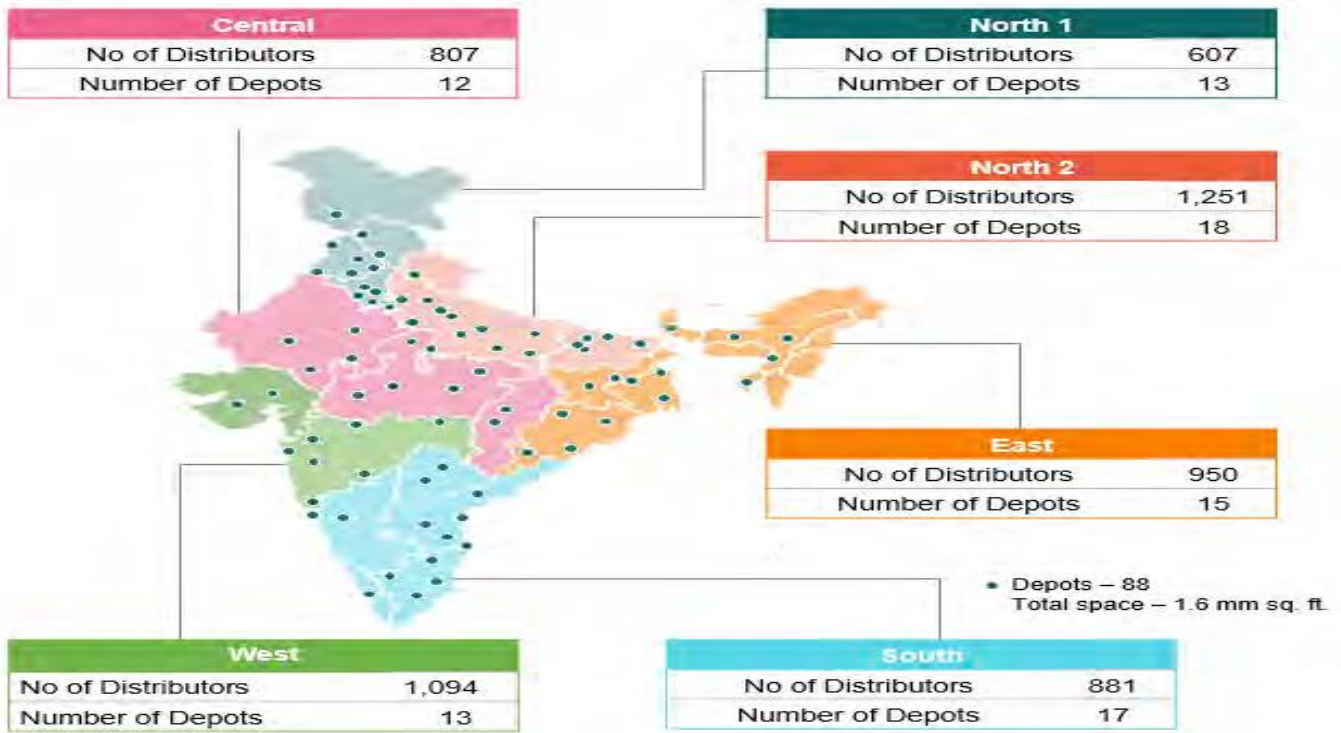 Central
No of Distributors 807
Number of Depots 12
North 1
No of Distributors 607
Number of Depots 13
North 2
No of Distributors 1,251
Number of Depots 18
East
No of Distributors 950
Number of Depots 15
• Depots – 88
Total space – 1.6 mm sq. ft.
West
No of Distributors 1,094
Number of Depots 13
South
No of Distributors 881
Number of Depots 17